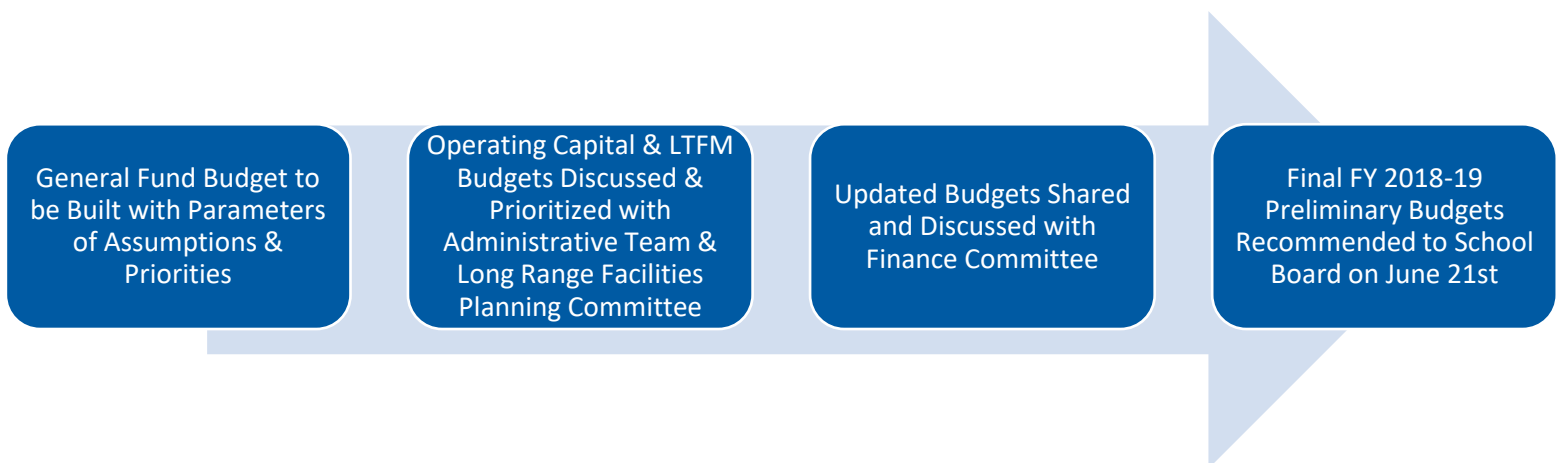 General Fund Budget to
be Built with Parameters
of Assumptions &
Priorities
Operating Capital & LTFM
Budgets Discussed &
Prioritized with
Administrative Team &
Long Range Facilities
Planning Committee
Updated Budgets Shared
and Discussed with
Finance Committee
Final FY 2018-19
Preliminary Budgets
Recommended to School
Board on June 21st